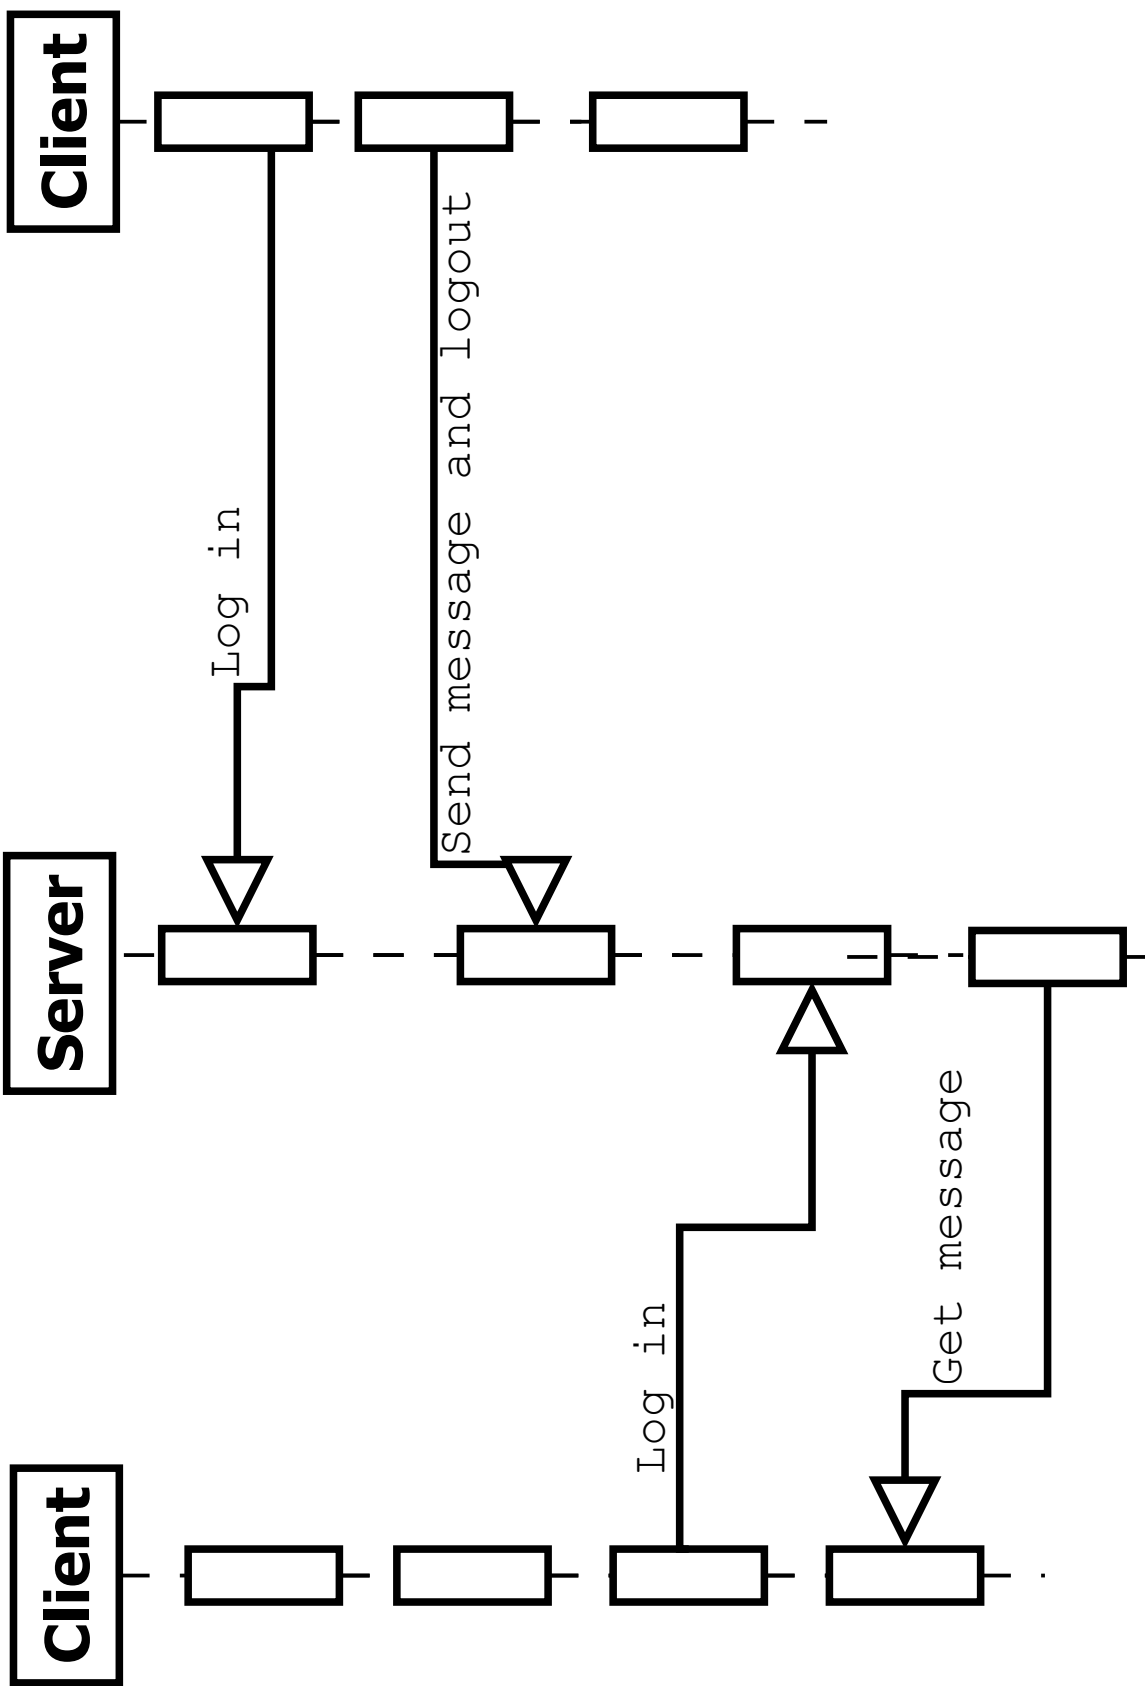 Client
Server
Client
Log in
Send message and logout
Log in
Get message